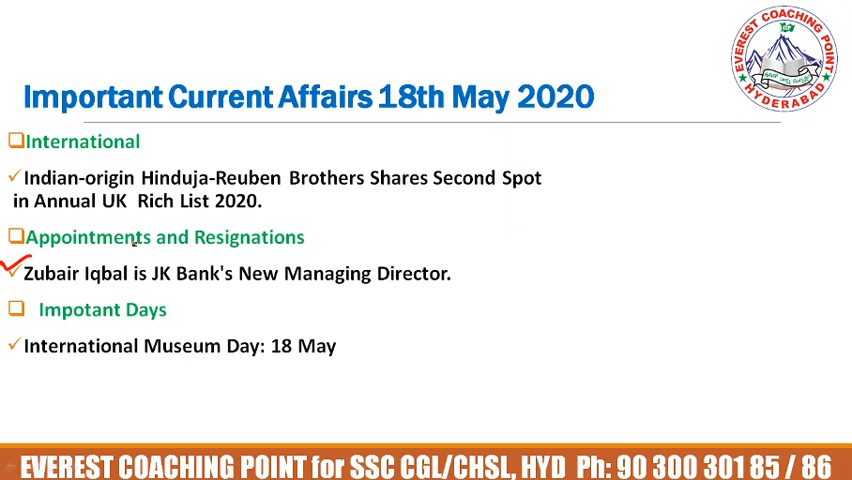 EVEREST COACHING POINT
HYDERABAD
Important Current Affairs 18th May 2020
International
Indian-origin Hinduja-Reuben Brothers Shares Second Spot
in Annual UK Rich List 2020.
Appointments and Resignations
Zubair Iqbal is JK Bank's New Managing Director.
Impotant Days
International Museum Day: 18 May
EVEREST COACHING POINT for SSC CGL/CHSL, HYD Ph: 90 300 301 85 / 86